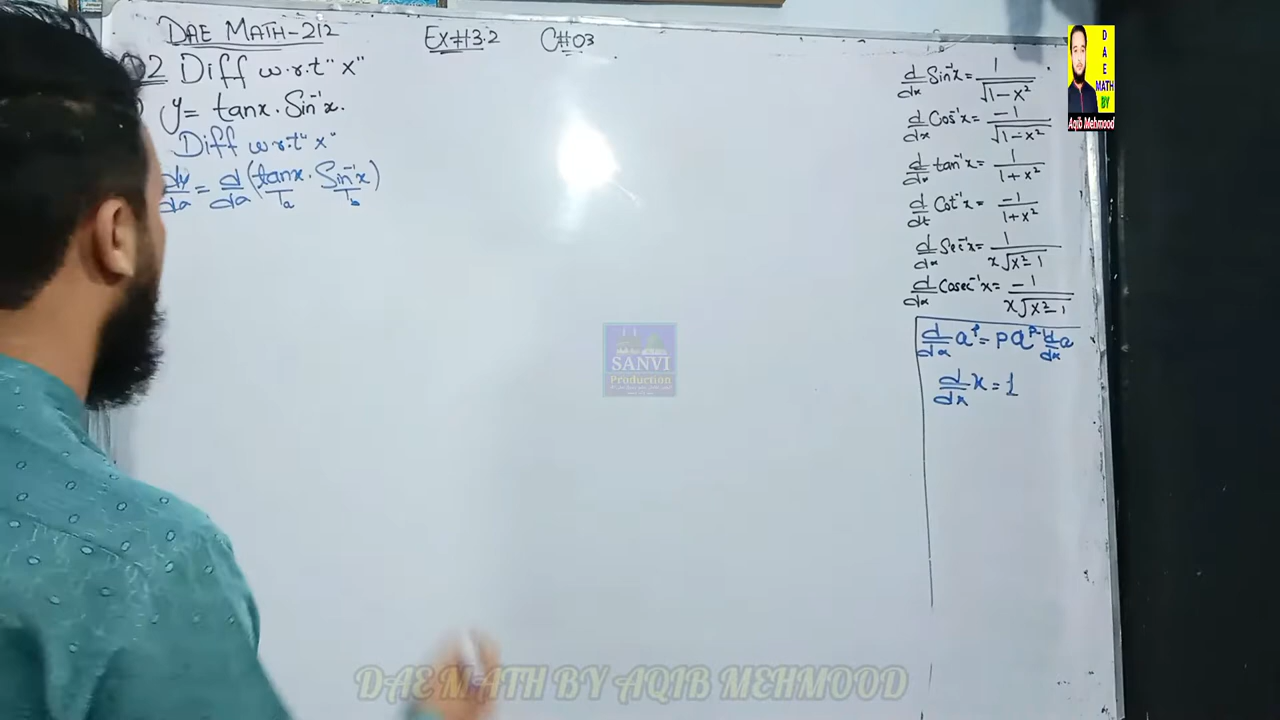 DAE MATH-212
Ex#3.2 C#03
Q2 Diff w.r.t "x"
y= tanx. Sin⁻¹x.
Diff w.r.t "x"
dy/dx = d/dx (tanx . Sin⁻¹x)
d/dx Sin⁻¹x = 1/√(1-x²)
d/dx Cos⁻¹x = -1/√(1-x²)
d/dx tan⁻¹x = 1/(1+x²)
Cot⁻¹x = -1/(1+x²)
d/dx Sec⁻¹x = 1/(x√(x²-1))
d/dx Cosec⁻¹x = -1/(x√(x²-1))
d/dx x = 1
DAE MATH BY
Aqib Mehmood
SANVI
Production
DAE MATH BY AQIB MEHMOOD